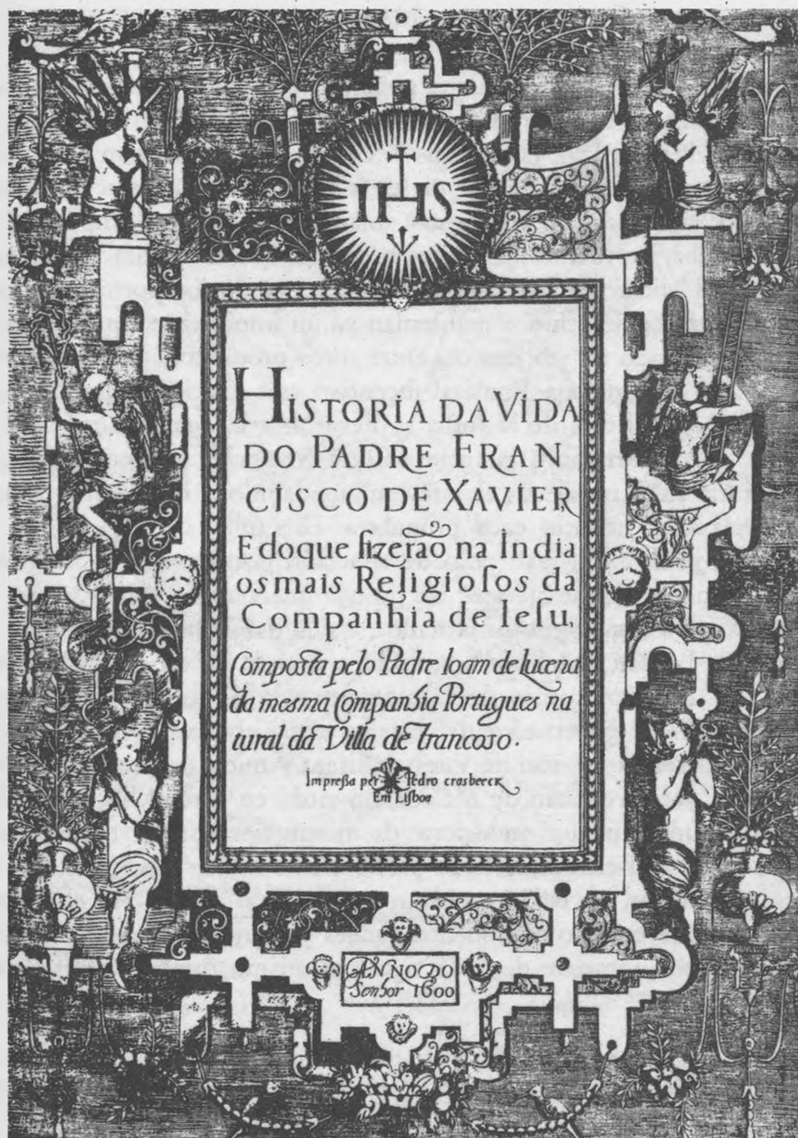 IHS
HISTORIA DA VIDA
DO PADRE FRAN
CISCO DE XAVIER
E doque fizerão na India
os mais Religiosos da
Companhia de Iesu,
Composta pelo Padre Ioam de Lucena
da mesma Companhia Portugues na
tural da Villa de Trancoso.
Impressa per Pedro crasbeeck
Em Lisboa
ANNO DO
Senhor 1600